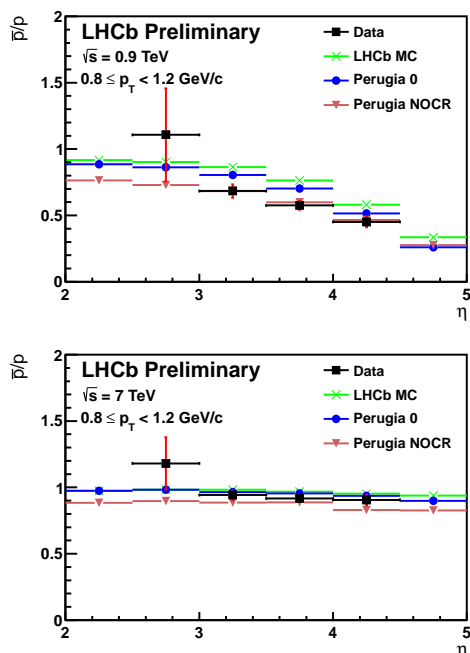 p̅/p
2
LHCb Preliminary
√s = 0.9 TeV
0.8 ≤ p_T < 1.2 GeV/c
Data
LHCb MC
Perugia 0
Perugia NOCR
1.5
1
0.5
0
2 3 4 5
η
p̅/p
2
LHCb Preliminary
√s = 7 TeV
0.8 ≤ p_T < 1.2 GeV/c
Data
LHCb MC
Perugia 0
Perugia NOCR
1.5
1
0.5
0
2 3 4 5
η